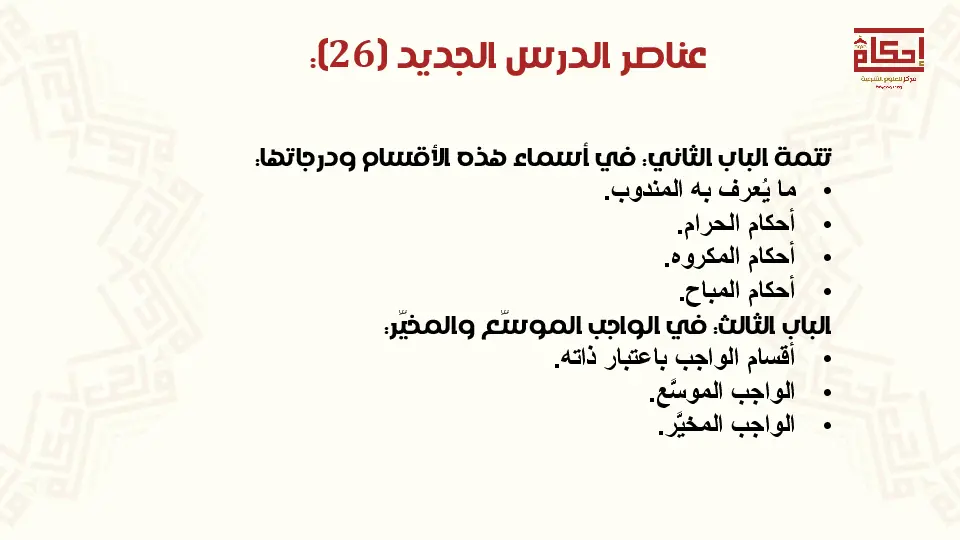 عناصر الدرس الجديد (26):
إحكام
مركز للعلوم الشرعية
تتمة الباب الثاني: في أسماء هذه الأقسام ودرجاتها:
• ما يُعرف به المندوب.
• أحكام الحرام.
• أحكام المكروه.
• أحكام المباح.
الباب الثالث: في الواجب الموسَّع والمخيَّر:
• أقسام الواجب باعتبار ذاته.
• الواجب الموسَّع.
• الواجب المخيَّر.